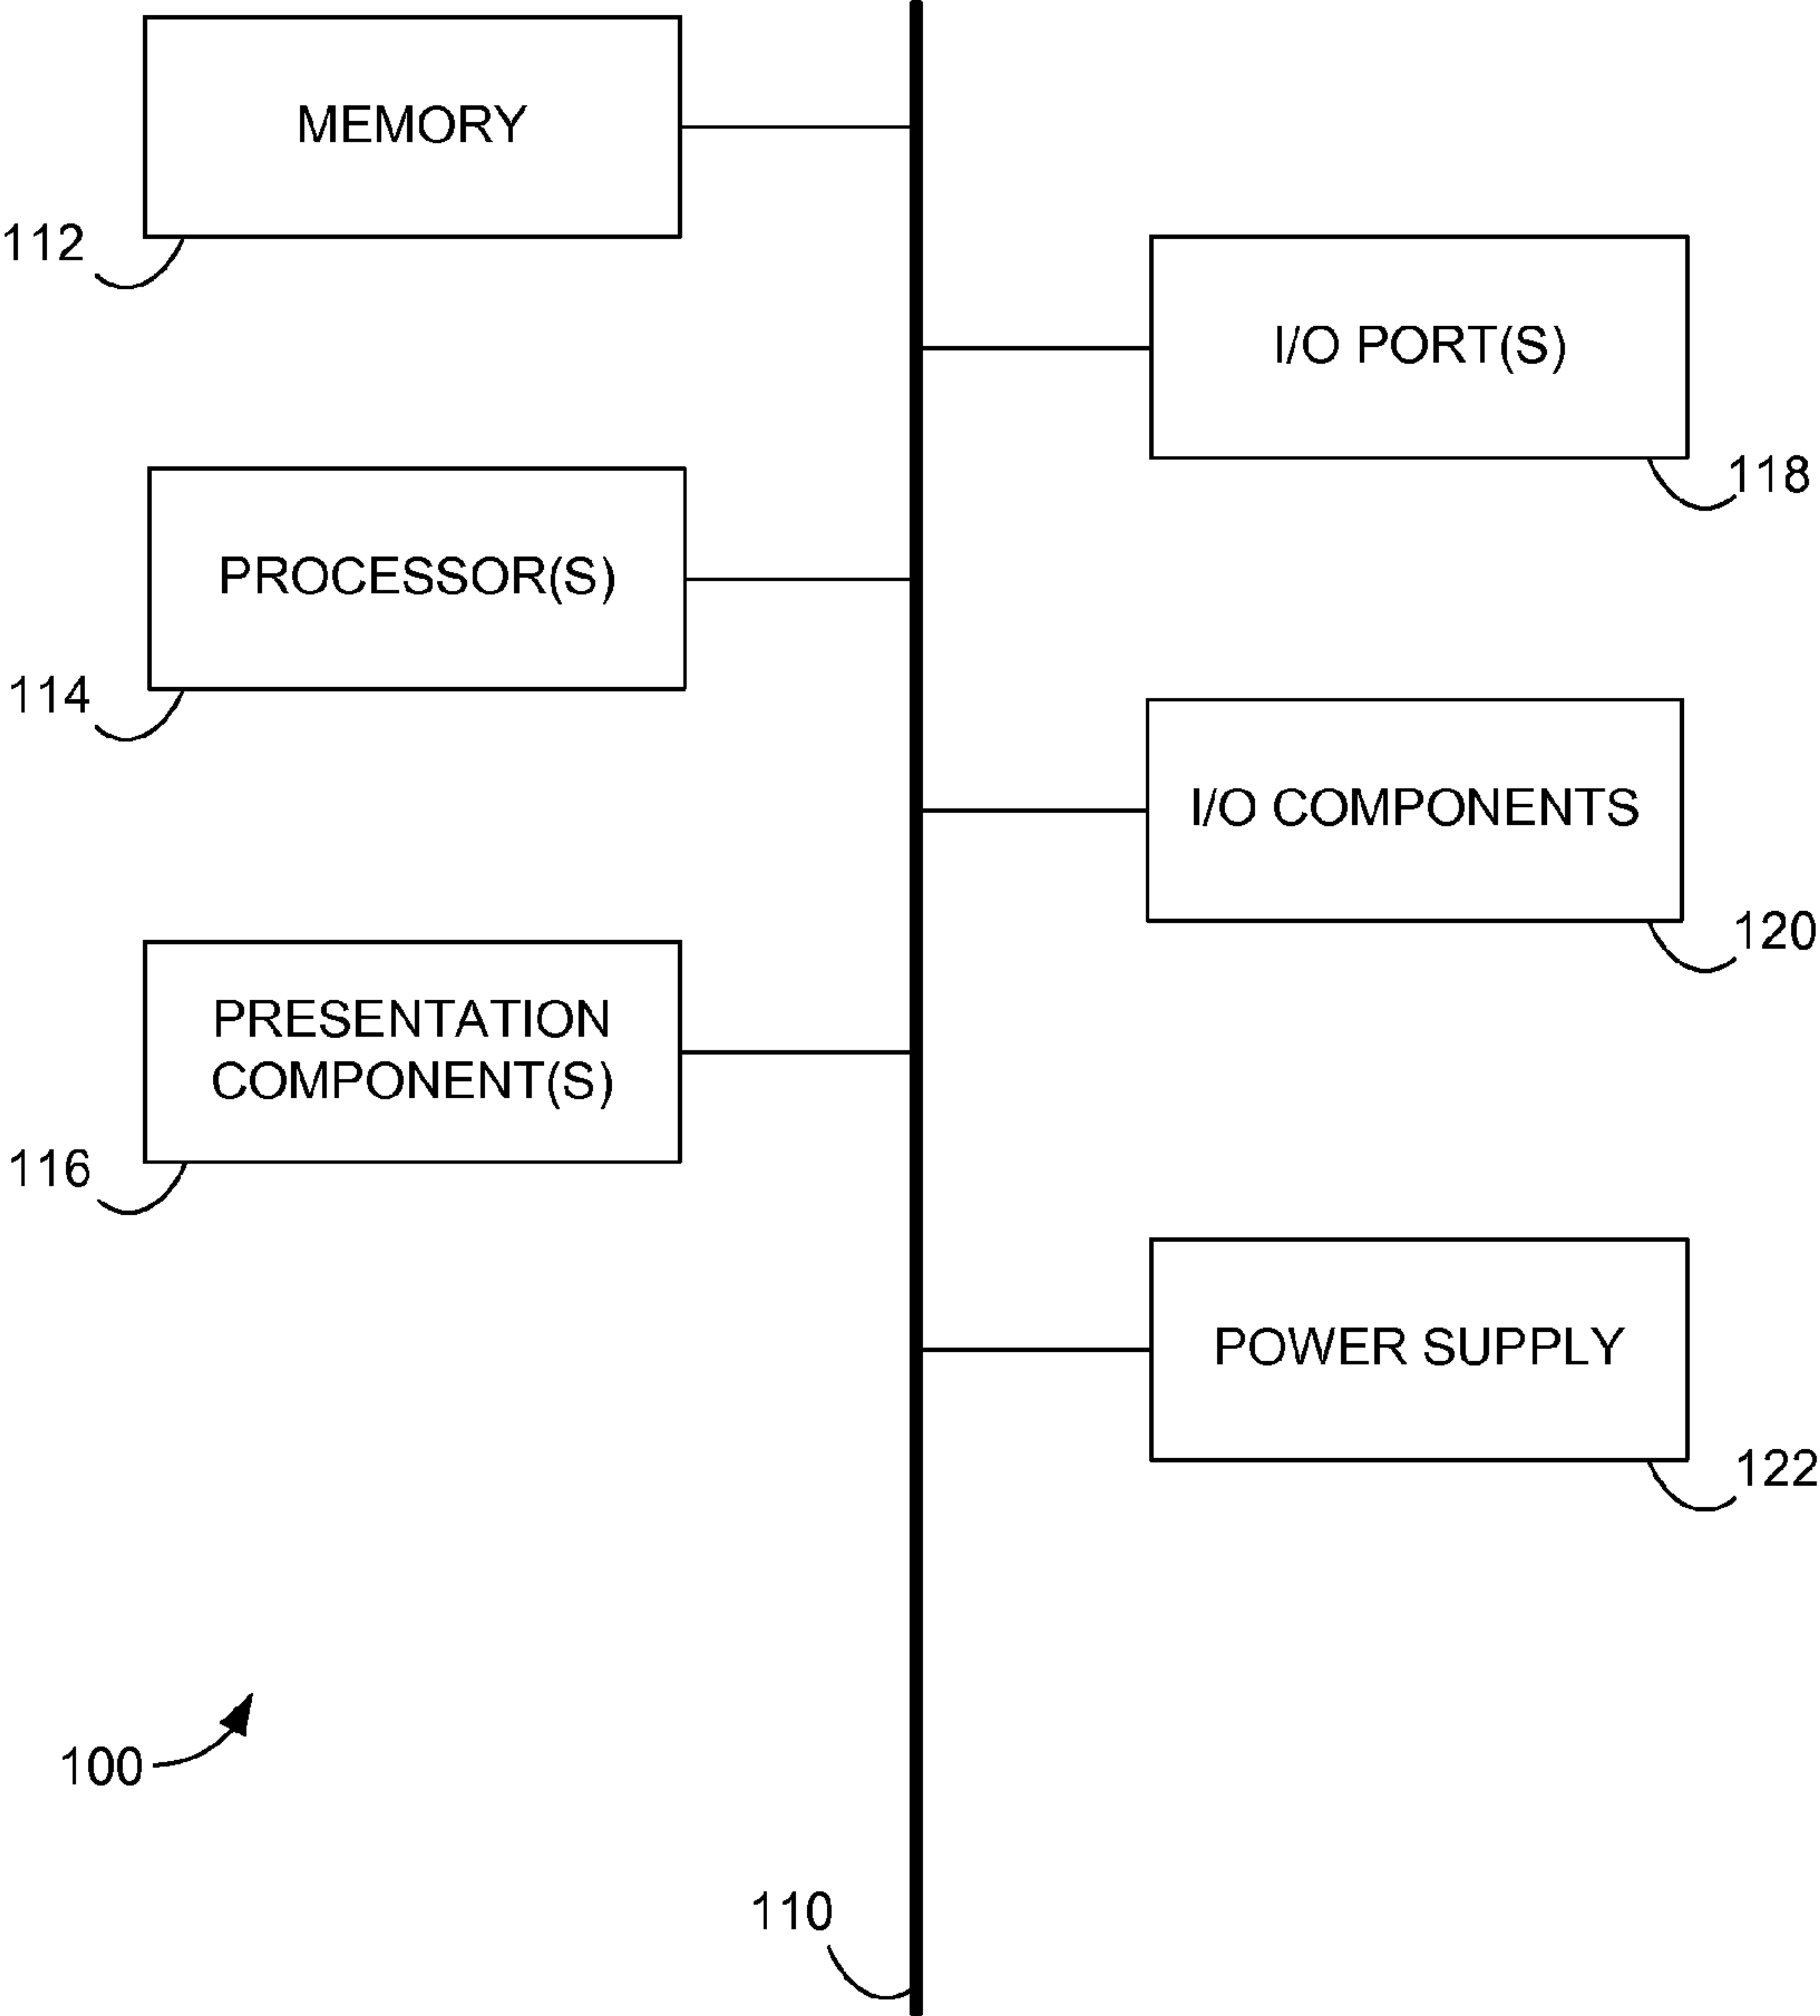 MEMORY
112
I/O PORT(S)
118
PROCESSOR(S)
114
I/O COMPONENTS
120
PRESENTATION
COMPONENT(S)
116
POWER SUPPLY
122
100
110